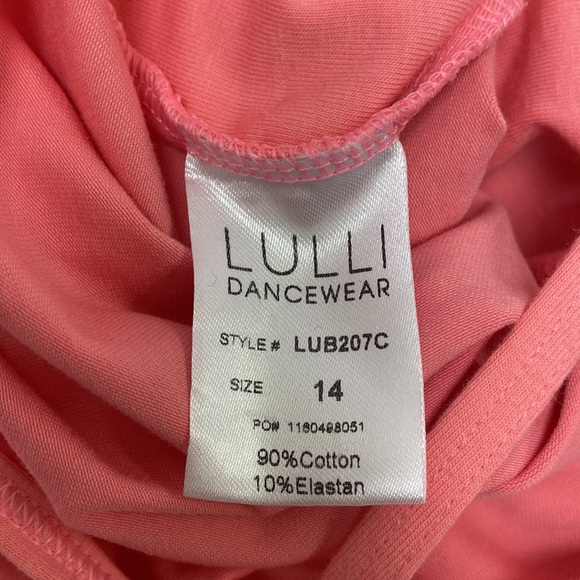 LULLI
DANCEWEAR
STYLE# LUB207C
SIZE 14
PO# 1160498051
90%Cotton
10%Elastan